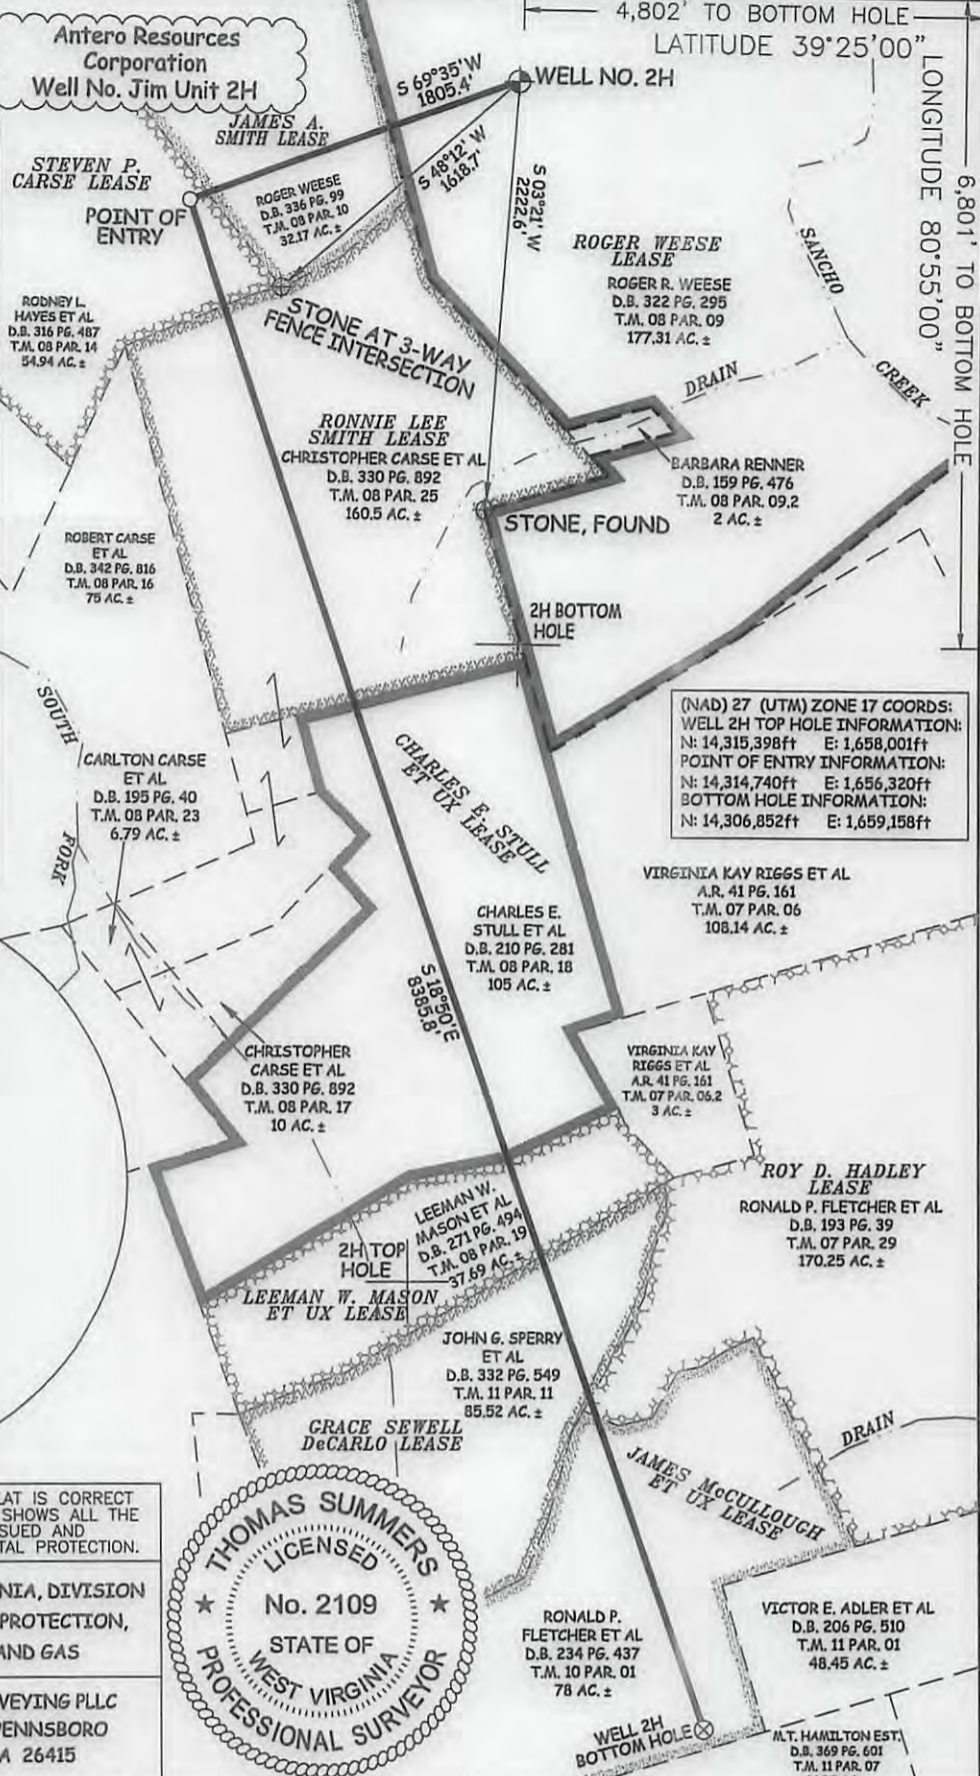 4,802' TO BOTTOM HOLE
LATITUDE 39°25'00"
LONGITUDE 80°55'00"
6,801' TO BOTTOM HOLE
Antero Resources
Corporation
Well No. Jim Unit 2H
S 69°35'W
1805.4'
WELL NO. 2H
JAMES A.
SMITH LEASE
STEVEN P.
CARSE LEASE
POINT OF
ENTRY
ROGER WEESE
D.B. 336 PG. 99
T.M. 08 PAR. 10
32.17 AC. ±
S 48°12' W
1618.7'
S 03°21' W
2222.6'
ROGER WEESE
LEASE
ROGER R. WEESE
D.B. 322 PG. 295
T.M. 08 PAR. 09
177.31 AC. ±
SANCHO
CREEK
DRAIN
RODNEY L.
HAYES ET AL
D.B. 316 PG. 487
T.M. 08 PAR. 14
54.94 AC. ±
STONE AT 3-WAY
FENCE INTERSECTION
RONNIE LEE
SMITH LEASE
CHRISTOPHER CARSE ET AL
D.B. 330 PG. 892
T.M. 08 PAR. 25
160.5 AC. ±
BARBARA RENNER
D.B. 159 PG. 476
T.M. 08 PAR. 09.2
2 AC. ±
STONE, FOUND
ROBERT CARSE
ET AL
D.B. 342 PG. 816
T.M. 08 PAR. 16
75 AC. ±
2H BOTTOM
HOLE
SOUTH
FORK
(NAD) 27 (UTM) ZONE 17 COORDS:
WELL 2H TOP HOLE INFORMATION:
N: 14,315,398ft E: 1,658,001ft
POINT OF ENTRY INFORMATION:
N: 14,314,740ft E: 1,656,320ft
BOTTOM HOLE INFORMATION:
N: 14,306,852ft E: 1,659,158ft
CARLTON CARSE
ET AL
D.B. 195 PG. 40
T.M. 08 PAR. 23
6.79 AC. ±
CHARLES E. STULL
ET UX LEASE
CHARLES E.
STULL ET AL
D.B. 210 PG. 281
T.M. 08 PAR. 18
105 AC. ±
VIRGINIA KAY RIGGS ET AL
A.R. 41 PG. 161
T.M. 07 PAR. 06
108.14 AC. ±
S 18°50'E
8385.8'
CHRISTOPHER
CARSE ET AL
D.B. 330 PG. 892
T.M. 08 PAR. 17
10 AC. ±
VIRGINIA KAY
RIGGS ET AL
A.R. 41 PG. 161
T.M. 07 PAR. 06.2
3 AC. ±
ROY D. HADLEY
LEASE
RONALD P. FLETCHER ET AL
D.B. 193 PG. 39
T.M. 07 PAR. 29
170.25 AC. ±
LEEMAN W.
MASON ET AL
D.B. 271 PG. 494
T.M. 08 PAR. 19
37.69 AC. ±
2H TOP
HOLE
LEEMAN W. MASON
ET UX LEASE
JOHN G. SPERRY
ET AL
D.B. 332 PG. 549
T.M. 11 PAR. 11
85.52 AC. ±
GRACE SEWELL
DeCARLO LEASE
DRAIN
JAMES McCULLOUGH
ET UX LEASE
LAT IS CORRECT
SHOWS ALL THE
SUED AND
TAL PROTECTION.
NIA, DIVISION
PROTECTION,
AND GAS
VEYING PLLC
PENNSBORO
A 26415
THOMAS SUMMERS
LICENSED
No. 2109
STATE OF
WEST VIRGINIA
PROFESSIONAL SURVEYOR
RONALD P.
FLETCHER ET AL
D.B. 234 PG. 437
T.M. 10 PAR. 01
78 AC. ±
VICTOR E. ADLER ET AL
D.B. 206 PG. 510
T.M. 11 PAR. 01
48.45 AC. ±
WELL 2H
BOTTOM HOLE
M.T. HAMILTON EST.
D.B. 369 PG. 601
T.M. 11 PAR. 07